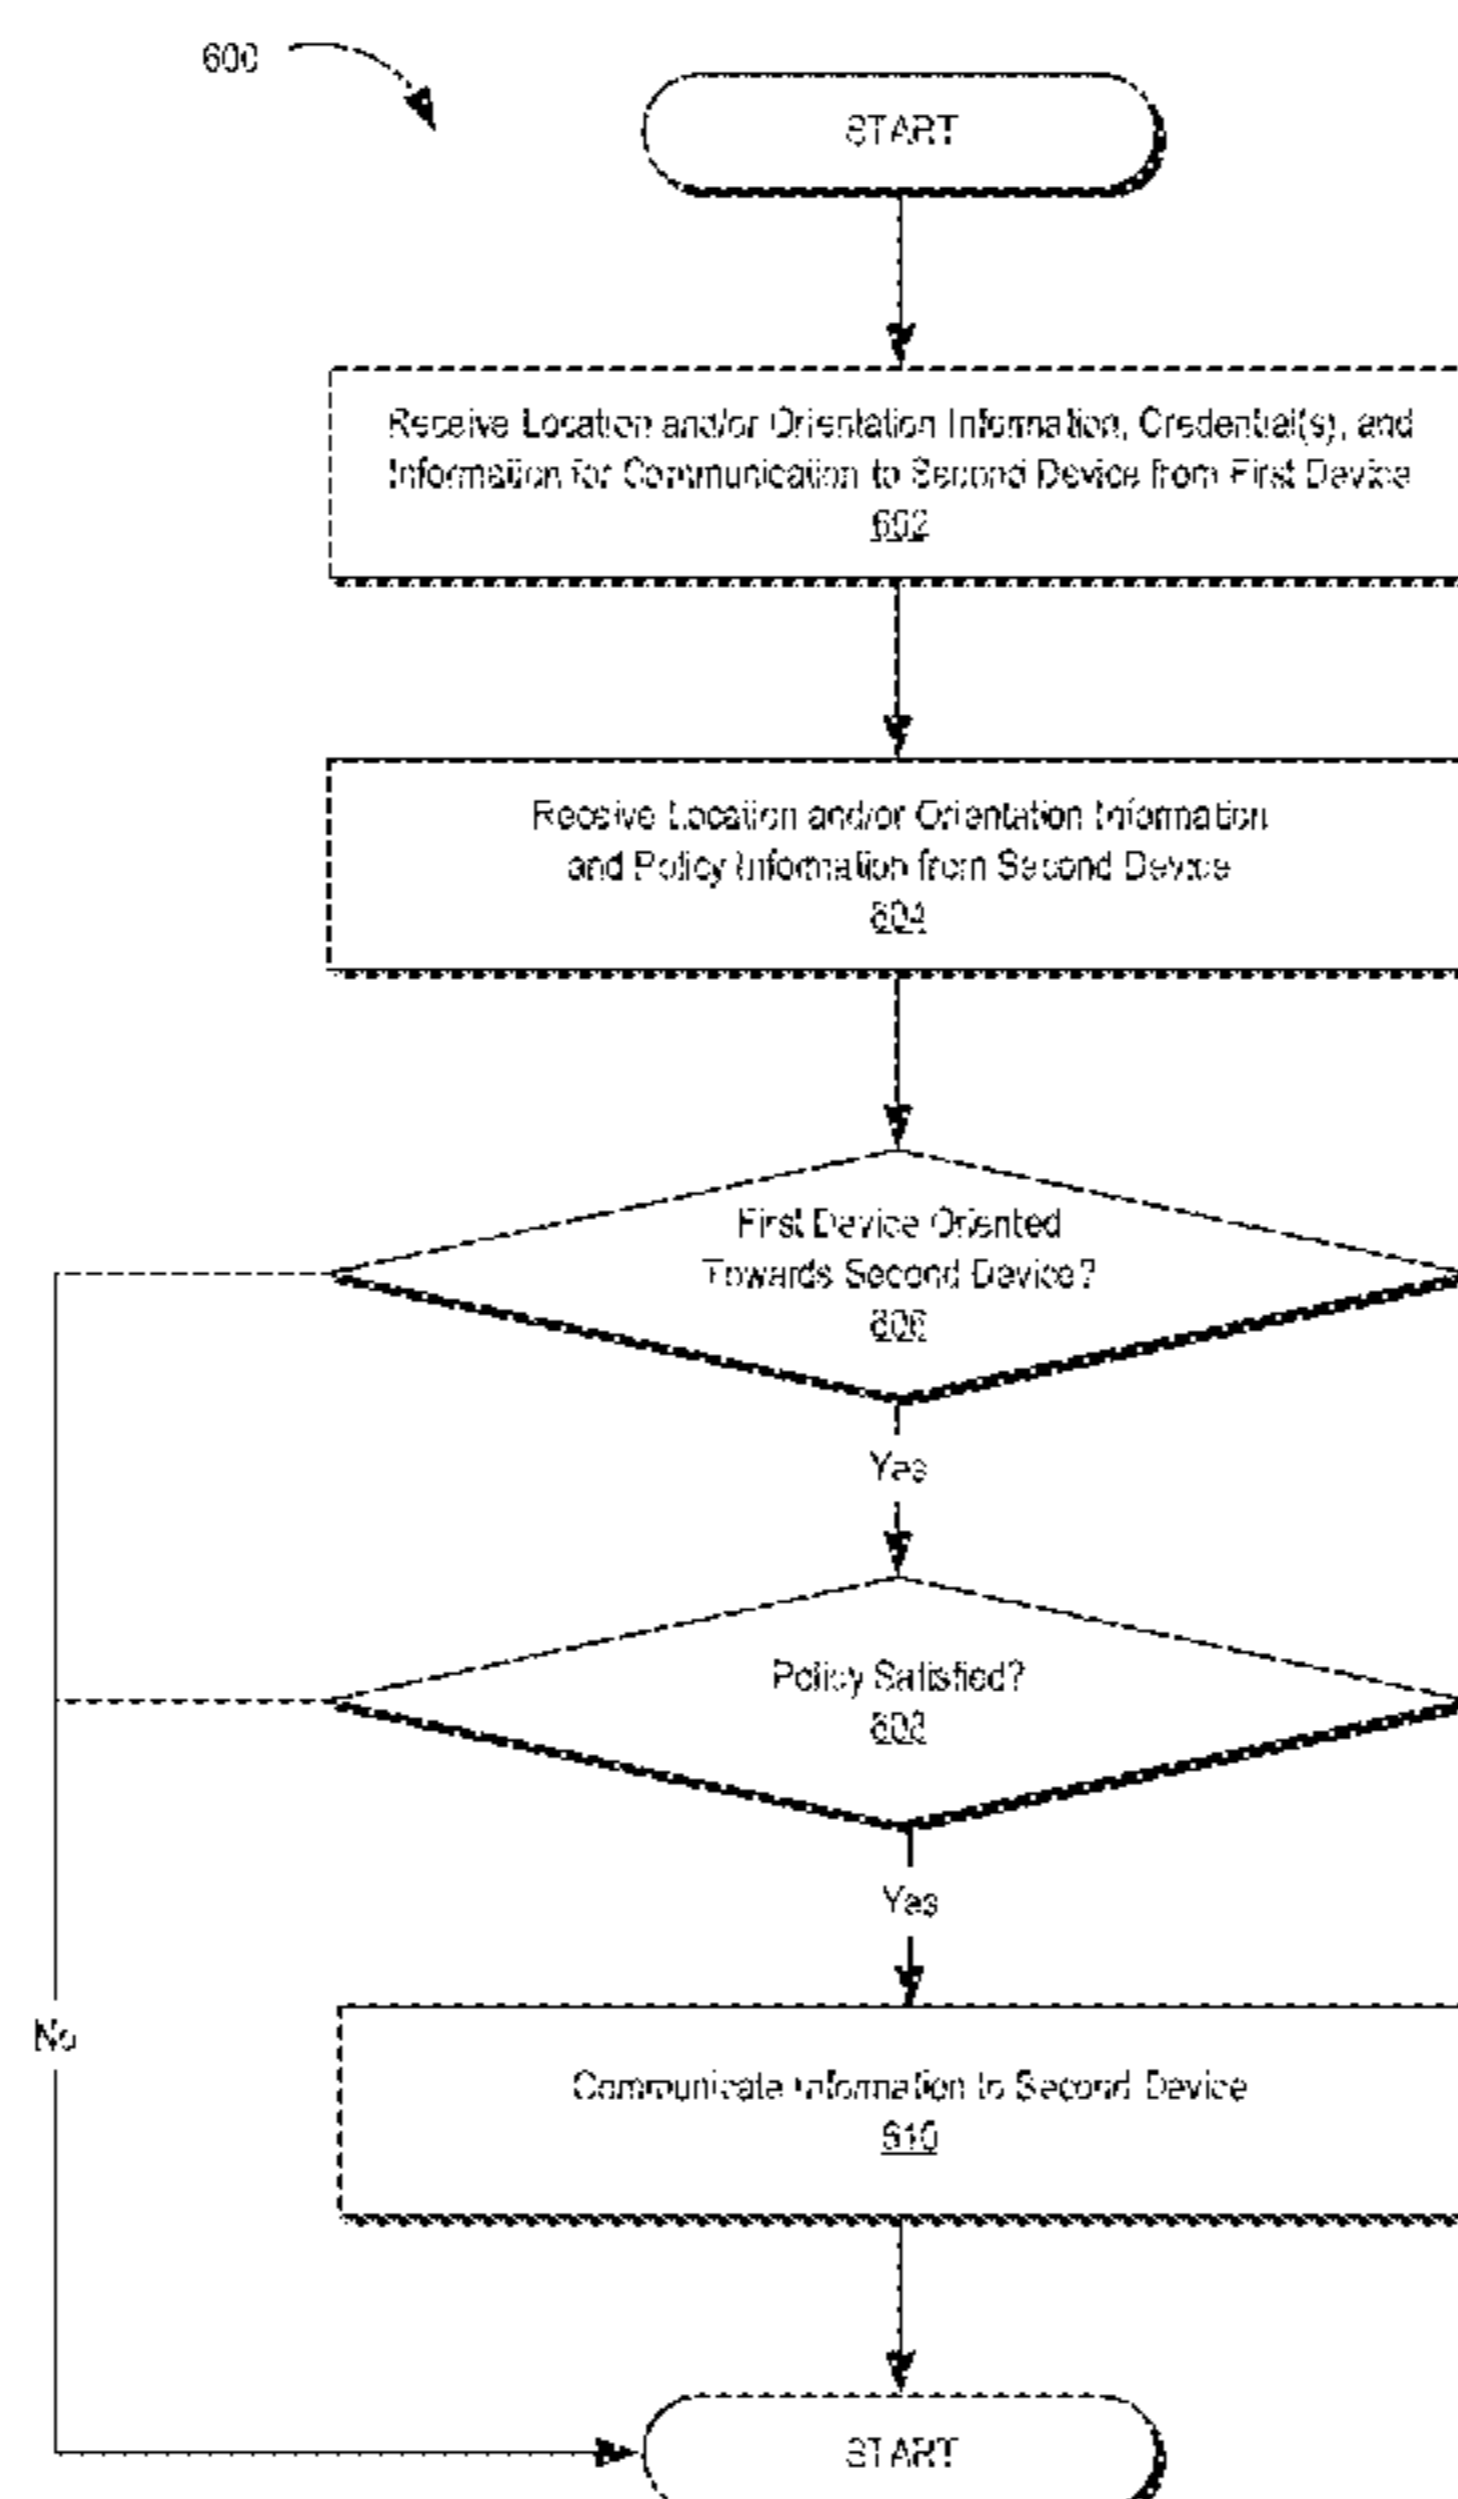 600
START
Receive Location and/or Orientation Information, Credential(s), and
Information for Communication to Second Device from First Device
602
Receive Location and/or Orientation Information
and Policy Information from Second Device
604
First Device Oriented
Towards Second Device?
606
Yes
Policy Satisfied?
608
Yes
No
Communicate Information to Second Device
610
START